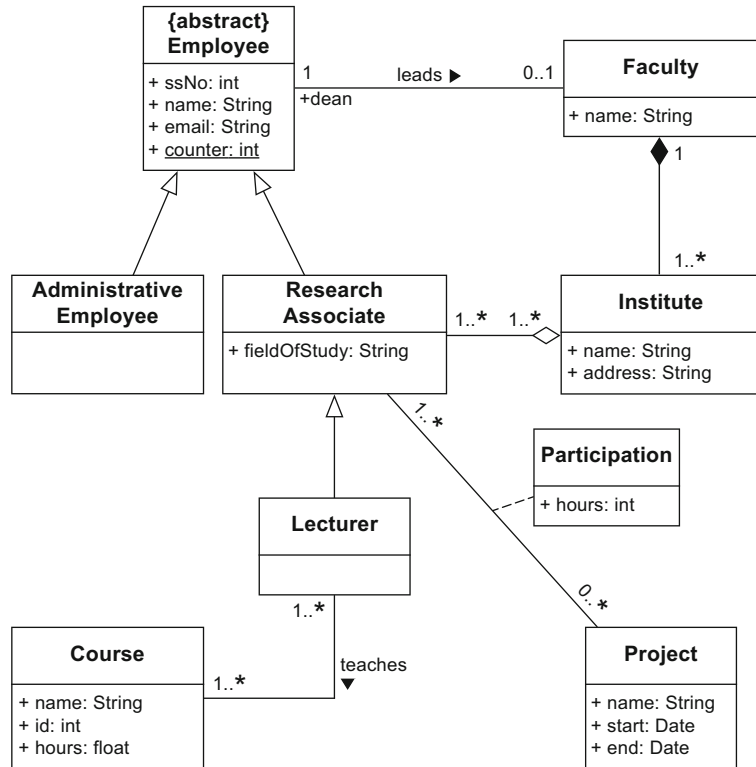 {abstract}
Employee
+ ssNo: int
+ name: String
+ email: String
+ counter: int
1
+dean
leads ▶
0..1
Faculty
+ name: String
1
1..*
Administrative
Employee
Research
Associate
+ fieldOfStudy: String
1..*
1..*
Institute
+ name: String
+ address: String
1..*
Participation
+ hours: int
0..*
Lecturer
1..*
teaches
▼
1..*
Course
+ name: String
+ id: int
+ hours: float
Project
+ name: String
+ start: Date
+ end: Date